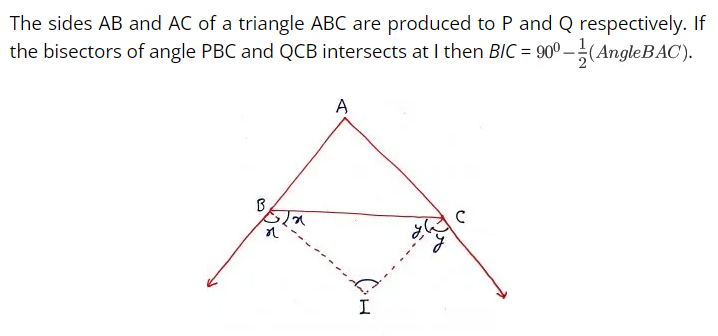 The sides AB and AC of a triangle ABC are produced to P and Q respectively. If
the bisectors of angle PBC and QCB intersects at I then BIC = 90⁰ – 1/2 (AngleBAC).
A
B
C
x
x
y
y
I